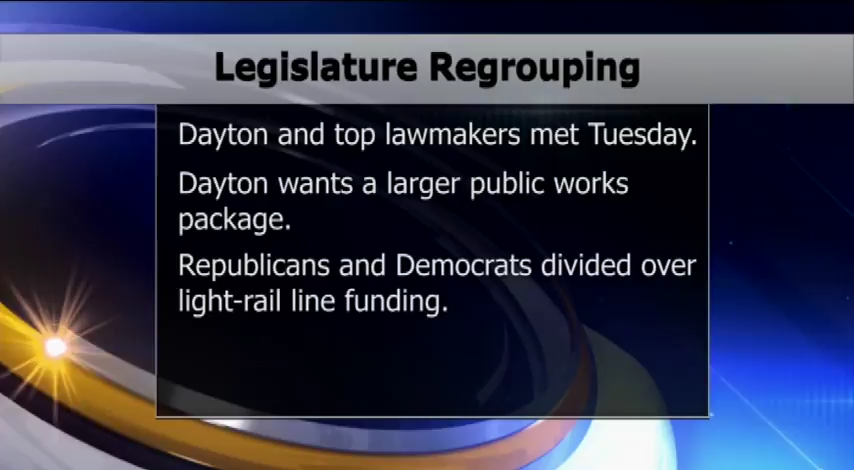 Legislature Regrouping
Dayton and top lawmakers met Tuesday.
Dayton wants a larger public works
package.
Republicans and Democrats divided over
light-rail line funding.